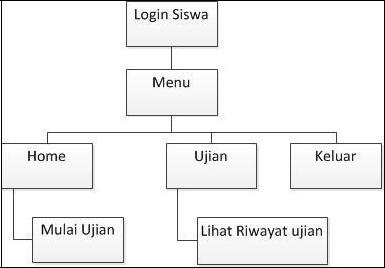 Login Siswa
Menu
Home
Ujian
Keluar
Mulai Ujian
Lihat Riwayat ujian